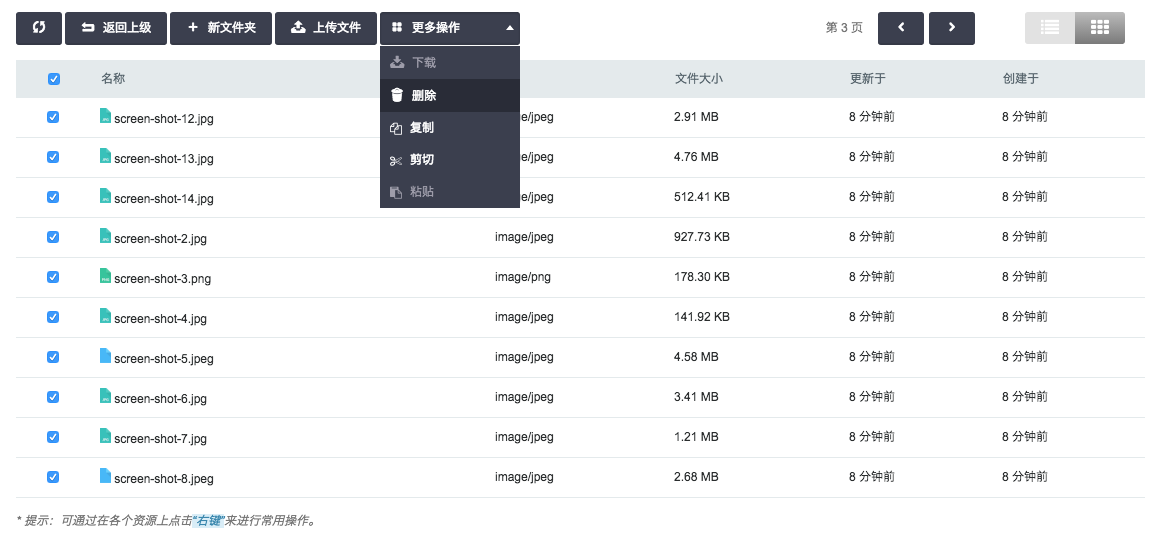 返回上级 新文件夹 上传文件 更多操作 第 3 页
下载
删除
复制
剪切
粘贴
名称 文件大小 更新于 创建于
screen-shot-12.jpg e/jpeg 2.91 MB 8 分钟前 8 分钟前
screen-shot-13.jpg e/jpeg 4.76 MB 8 分钟前 8 分钟前
screen-shot-14.jpg e/jpeg 512.41 KB 8 分钟前 8 分钟前
screen-shot-2.jpg image/jpeg 927.73 KB 8 分钟前 8 分钟前
screen-shot-3.png image/png 178.30 KB 8 分钟前 8 分钟前
screen-shot-4.jpg image/jpeg 141.92 KB 8 分钟前 8 分钟前
screen-shot-5.jpeg image/jpeg 4.58 MB 8 分钟前 8 分钟前
screen-shot-6.jpg image/jpeg 3.41 MB 8 分钟前 8 分钟前
screen-shot-7.jpg image/jpeg 1.21 MB 8 分钟前 8 分钟前
screen-shot-8.jpeg image/jpeg 2.68 MB 8 分钟前 8 分钟前
* 提示：可通过在各个资源上点击"右键"来进行常用操作。